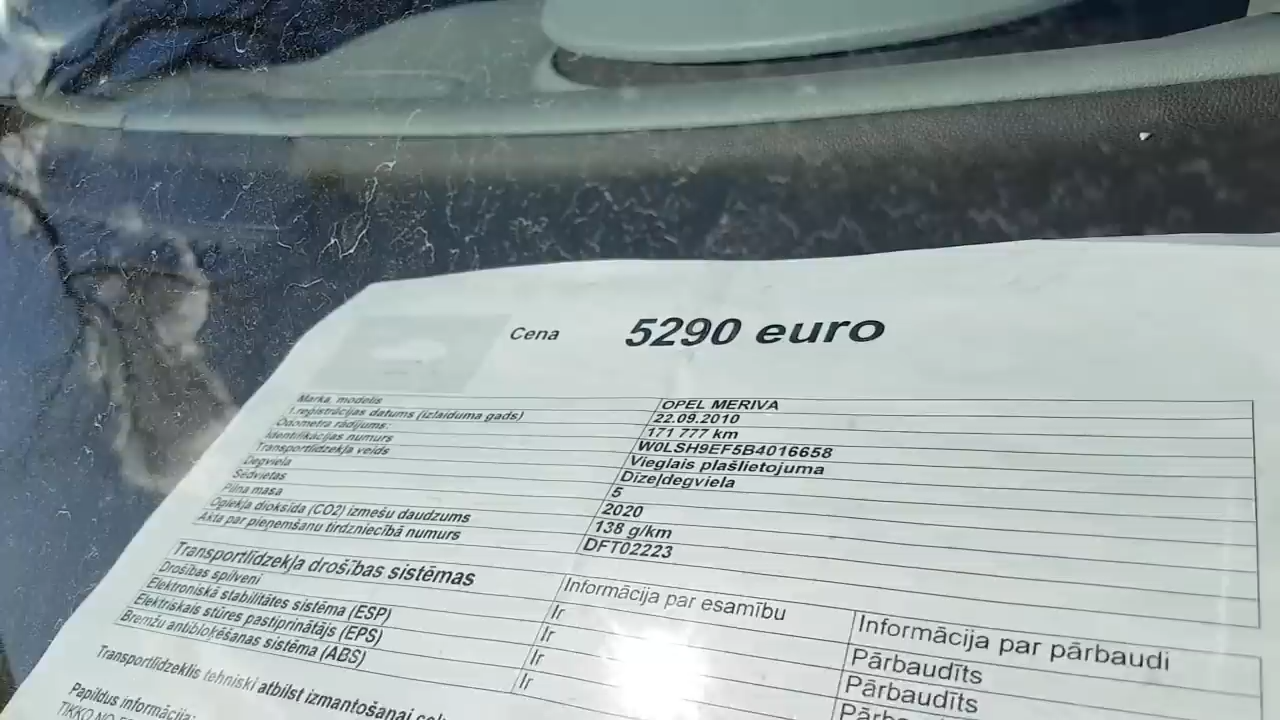 Cena 5290 euro
Marka, modelis OPEL MERIVA
1.reģistrācijas datums (izlaiduma gads) 22.09.2010
Odometra rādījums: 171 777 km
Identifikācijas numurs W0LSH9EF5B4016658
Transportlīdzekļa veids Vieglais plašlietojuma
Degviela Dīzeļdegviela
Sēdvietas 5
Pilna masa 2020
Oglekļa dioksīda (CO2) izmešu daudzums 138 g/km
Akta par pieņemšanu tirdzniecībā numurs DFT02223
Transportlīdzekļa drošības sistēmas Informācija par esamību Informācija par pārbaudi
Drošības spilveni Ir Pārbaudīts
Elektroniskā stabilitātes sistēma (ESP) Ir Pārbaudīts
Elektriskais stūres pastiprinātājs (EPS) Ir
Bremžu antibloķēšanas sistēma (ABS) Ir
Transportlīdzeklis tehniski atbilst izmantošanai
Papildus informācija: